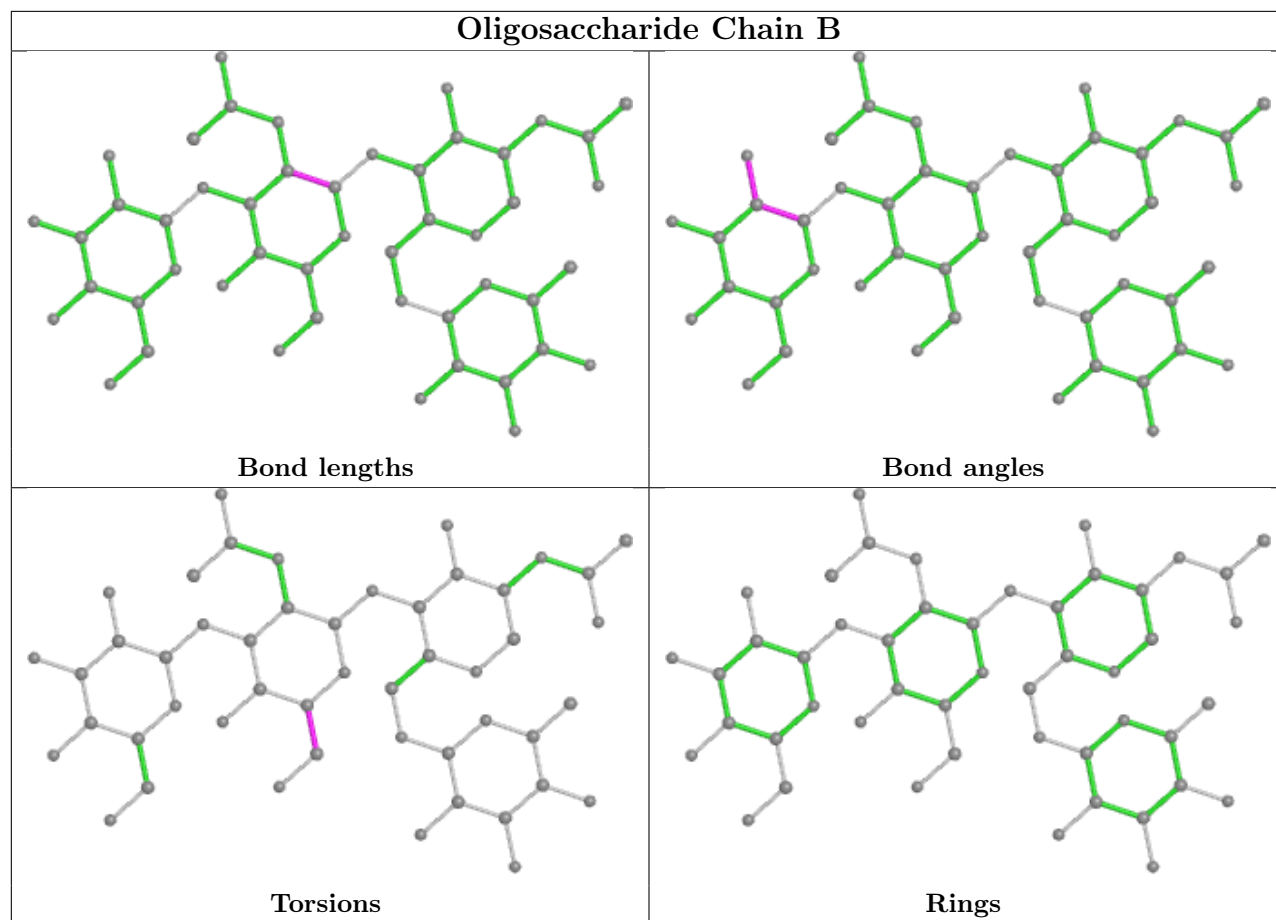 Oligosaccharide Chain B
Bond lengths
Bond angles
Torsions
Rings